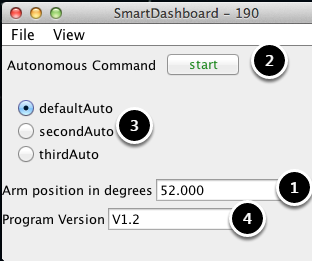 SmartDashboard - 190
File View
Autonomous Command start 2
defaultAuto
secondAuto 3
thirdAuto
Arm position in degrees 52.000 1
Program Version V1.2 4